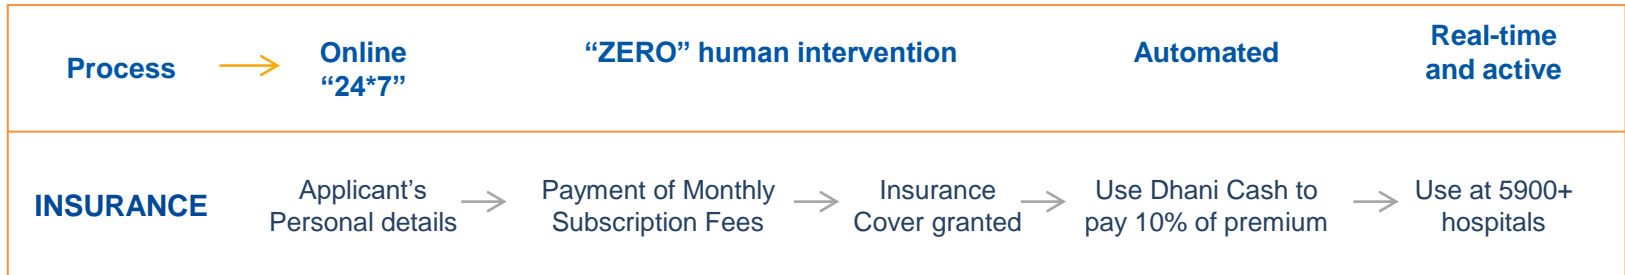 Process
Online
“24*7”
“ZERO” human intervention
Automated
Real-time
and active
INSURANCE
Applicant’s
Personal details
Payment of Monthly
Subscription Fees
Insurance
Cover granted
Use Dhani Cash to
pay 10% of premium
Use at 5900+
hospitals